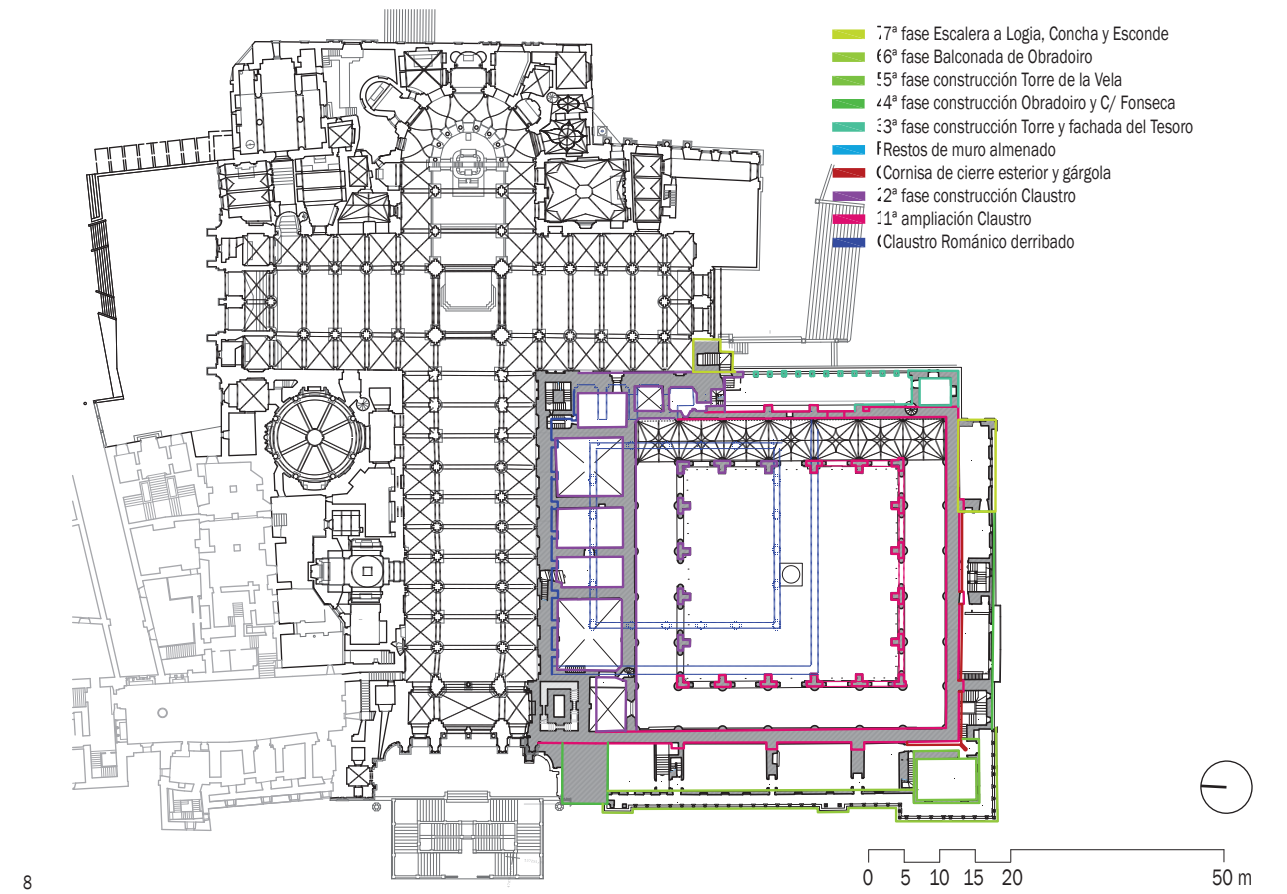 7ª fase Escalera a Logia, Concha y Esconde
6ª fase Balconada de Obradoiro
5ª fase construcción Torre de la Vela
4ª fase construcción Obradoiro y C/ Fonseca
3ª fase construcción Torre y fachada del Tesoro
Restos de muro almenado
Cornisa de cierre exterior y gárgola
2ª fase construcción Claustro
1ª ampliación Claustro
Claustro Románico derribado
0 5 10 15 20 50 m
8